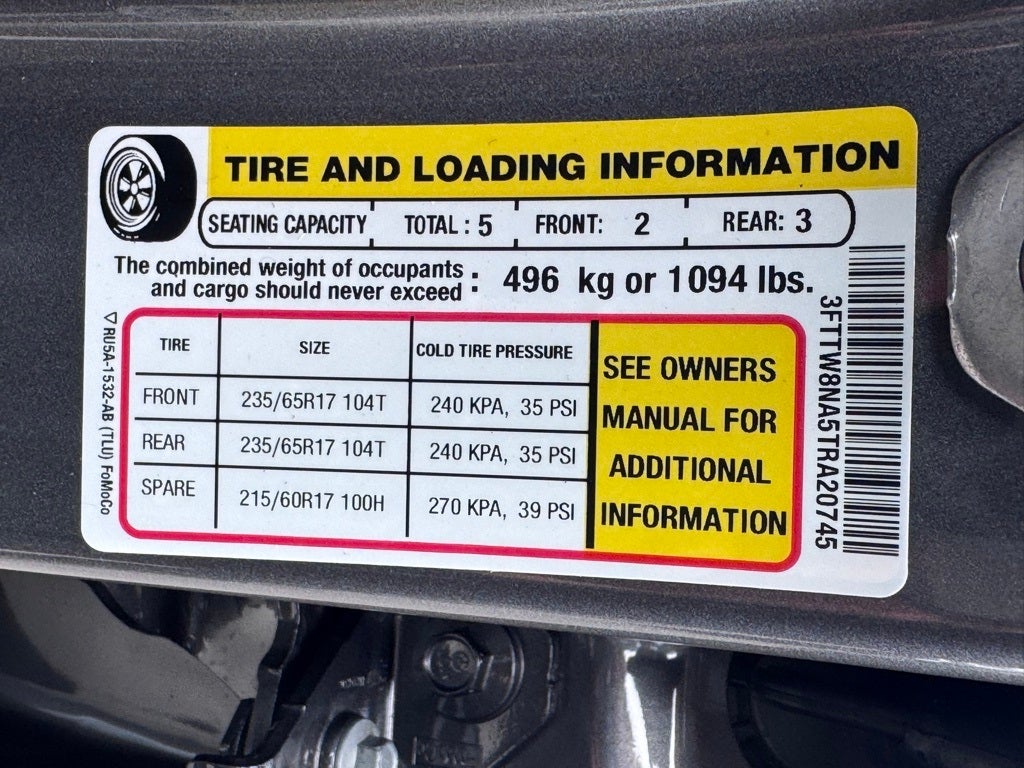 TIRE AND LOADING INFORMATION
SEATING CAPACITY TOTAL : 5 FRONT: 2 REAR: 3
The combined weight of occupants
and cargo should never exceed : 496 kg or 1094 lbs.
TIRE SIZE COLD TIRE PRESSURE
FRONT 235/65R17 104T 240 KPA, 35 PSI
REAR 235/65R17 104T 240 KPA, 35 PSI
SPARE 215/60R17 100H 270 KPA, 39 PSI
SEE OWNERS
MANUAL FOR
ADDITIONAL
INFORMATION
3FTTW8NA5TRA20745
RU5A-1532-AB (TLU) FoMoCo